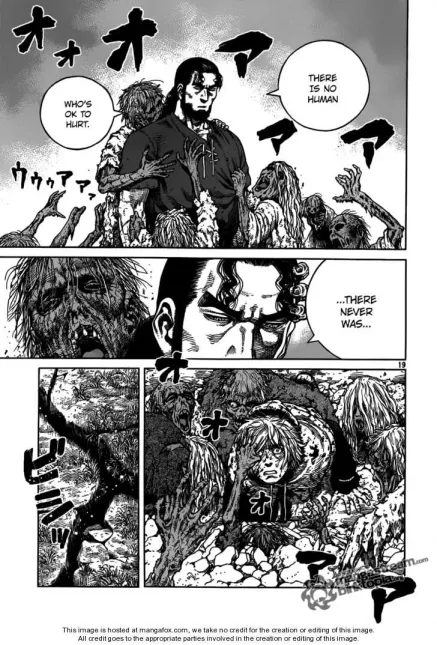 オオオ
アアア
THERE
IS NO
HUMAN
WHO'S
OK TO
HURT.
ウウゥアアァ
...THERE
NEVER
WAS...
オ
19
オ
オ
アア
This image is hosted at mangafox.com, we take no credit for the creation or editing of this image.
All credit goes to the appropriate parties involved in the creation or editing of this image.